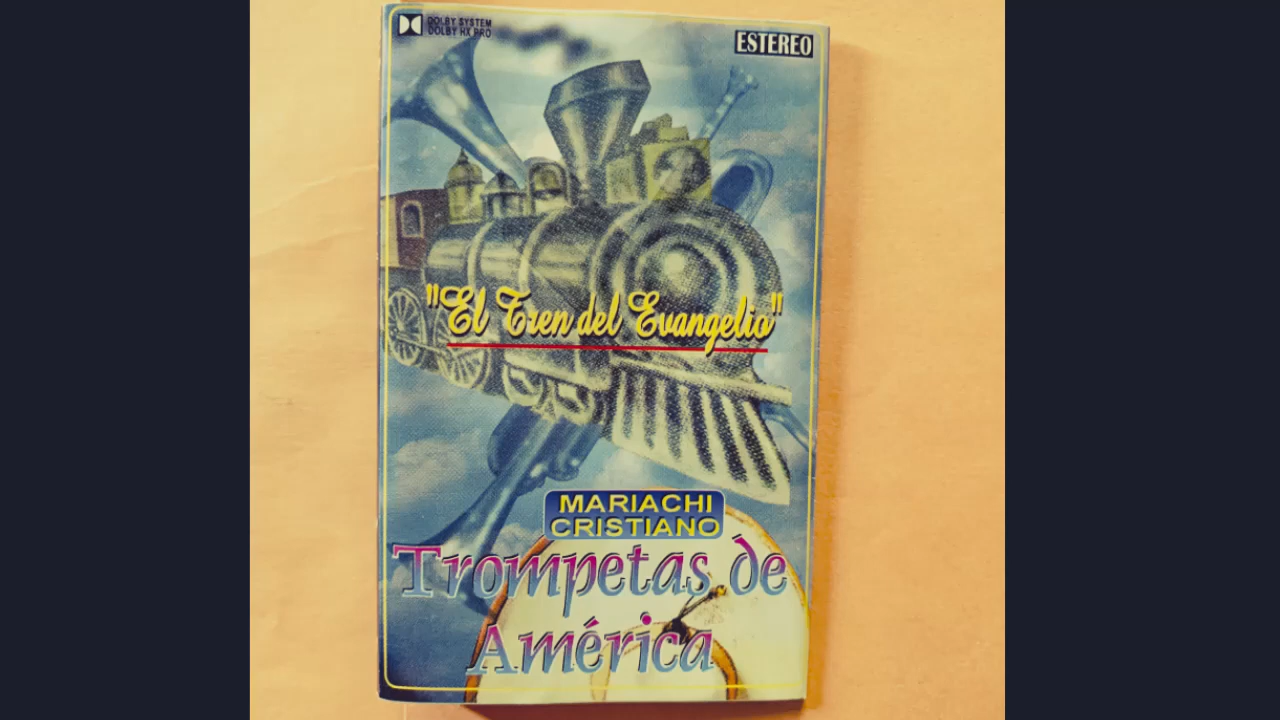 DOLBY SYSTEM
DOLBY HX PRO
ESTEREO
"El Tren del Evangelio"
MARIACHI
CRISTIANO
Trompetas de
América